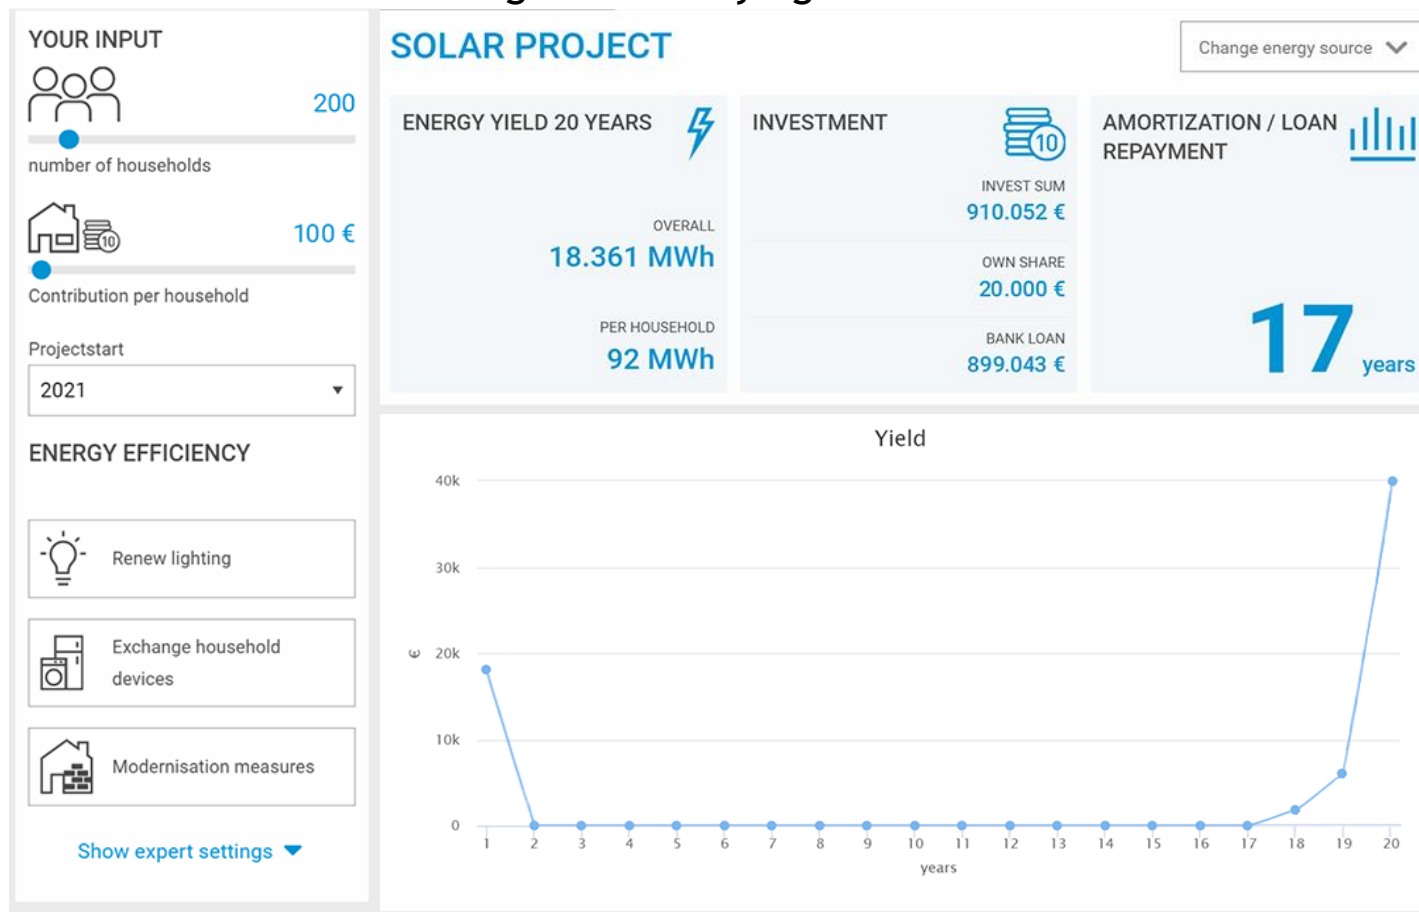 YOUR INPUT
200
number of households
10
100 €
Contribution per household
Projectstart
2021
ENERGY EFFICIENCY
Renew lighting
Exchange household
devices
Modernisation measures
Show expert settings
SOLAR PROJECT
Change energy source
ENERGY YIELD 20 YEARS
OVERALL
18.361 MWh
PER HOUSEHOLD
92 MWh
INVESTMENT
10
INVEST SUM
910.052 €
OWN SHARE
20.000 €
BANK LOAN
899.043 €
AMORTIZATION / LOAN
REPAYMENT
17 years
Yield
40k
30k
€ 20k
10k
0
1 2 3 4 5 6 7 8 9 10 11 12 13 14 15 16 17 18 19 20
years